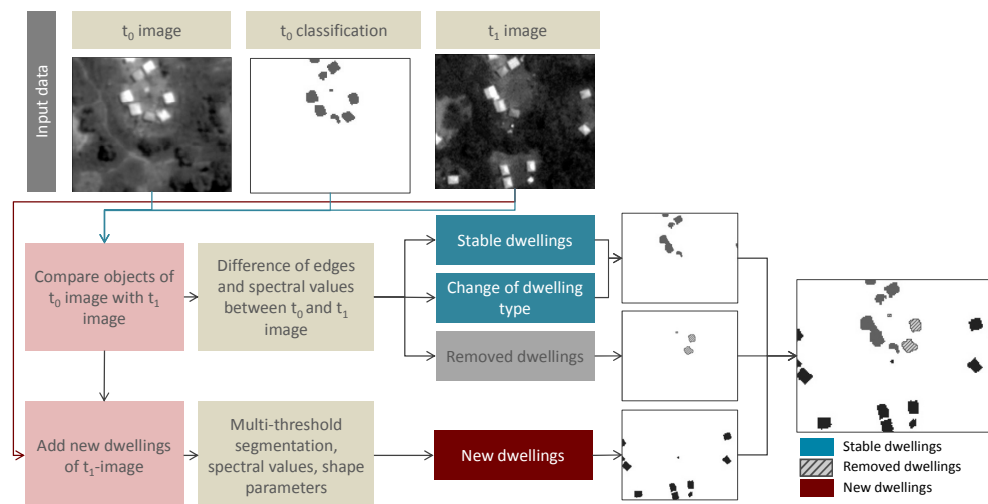 t₀ image
t₀ classification
t₁ image
Input data
Compare objects of
t₀ image with t₁
image
Difference of edges
and spectral values
between t₀ and t₁
image
Stable dwellings
Change of dwelling
type
Removed dwellings
Add new dwellings
of t₁-image
Multi-threshold
segmentation,
spectral values, shape
parameters
New dwellings
Stable dwellings
Removed dwellings
New dwellings